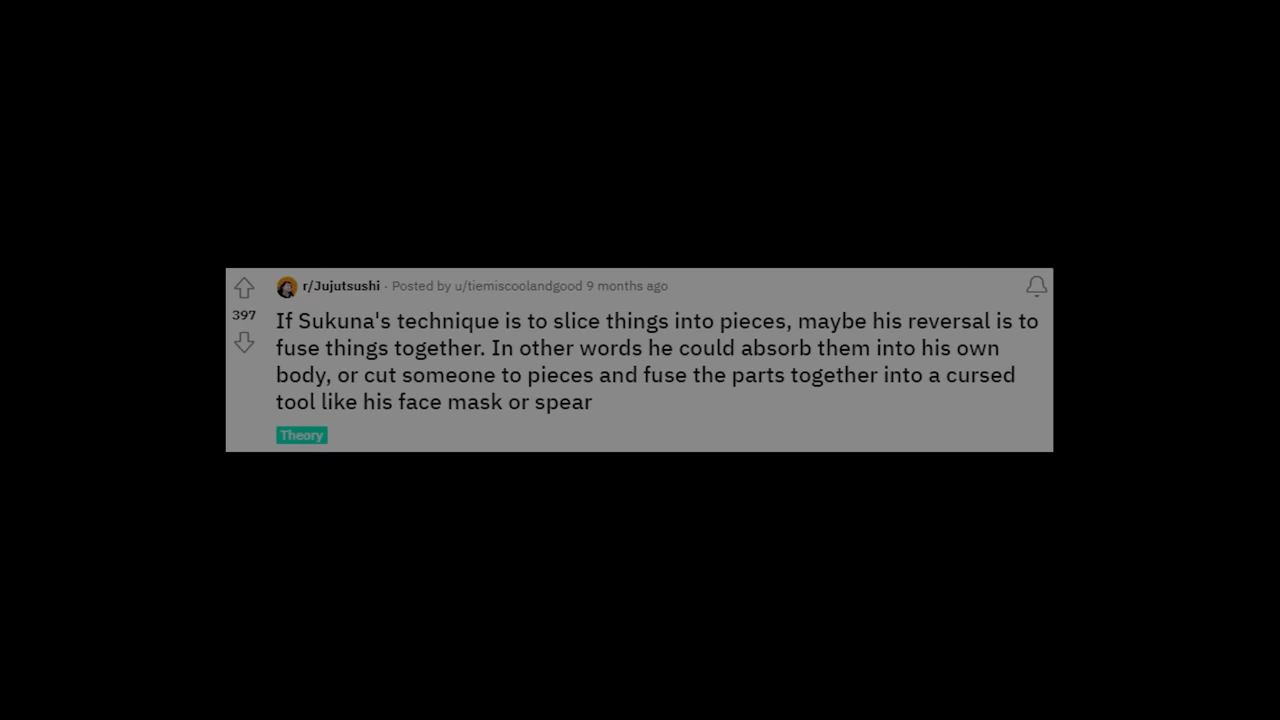 r/Jujutsushi · Posted by u/tiemiscoolandgood 9 months ago
397
If Sukuna's technique is to slice things into pieces, maybe his reversal is to
fuse things together. In other words he could absorb them into his own
body, or cut someone to pieces and fuse the parts together into a cursed
tool like his face mask or spear
Theory